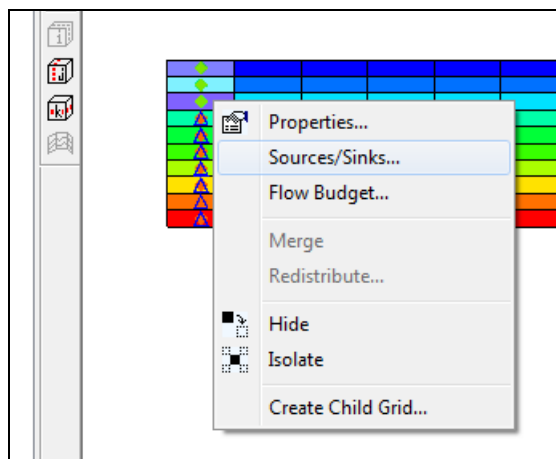 Properties...
Sources/Sinks...
Flow Budget...
Merge
Redistribute...
Hide
Isolate
Create Child Grid...